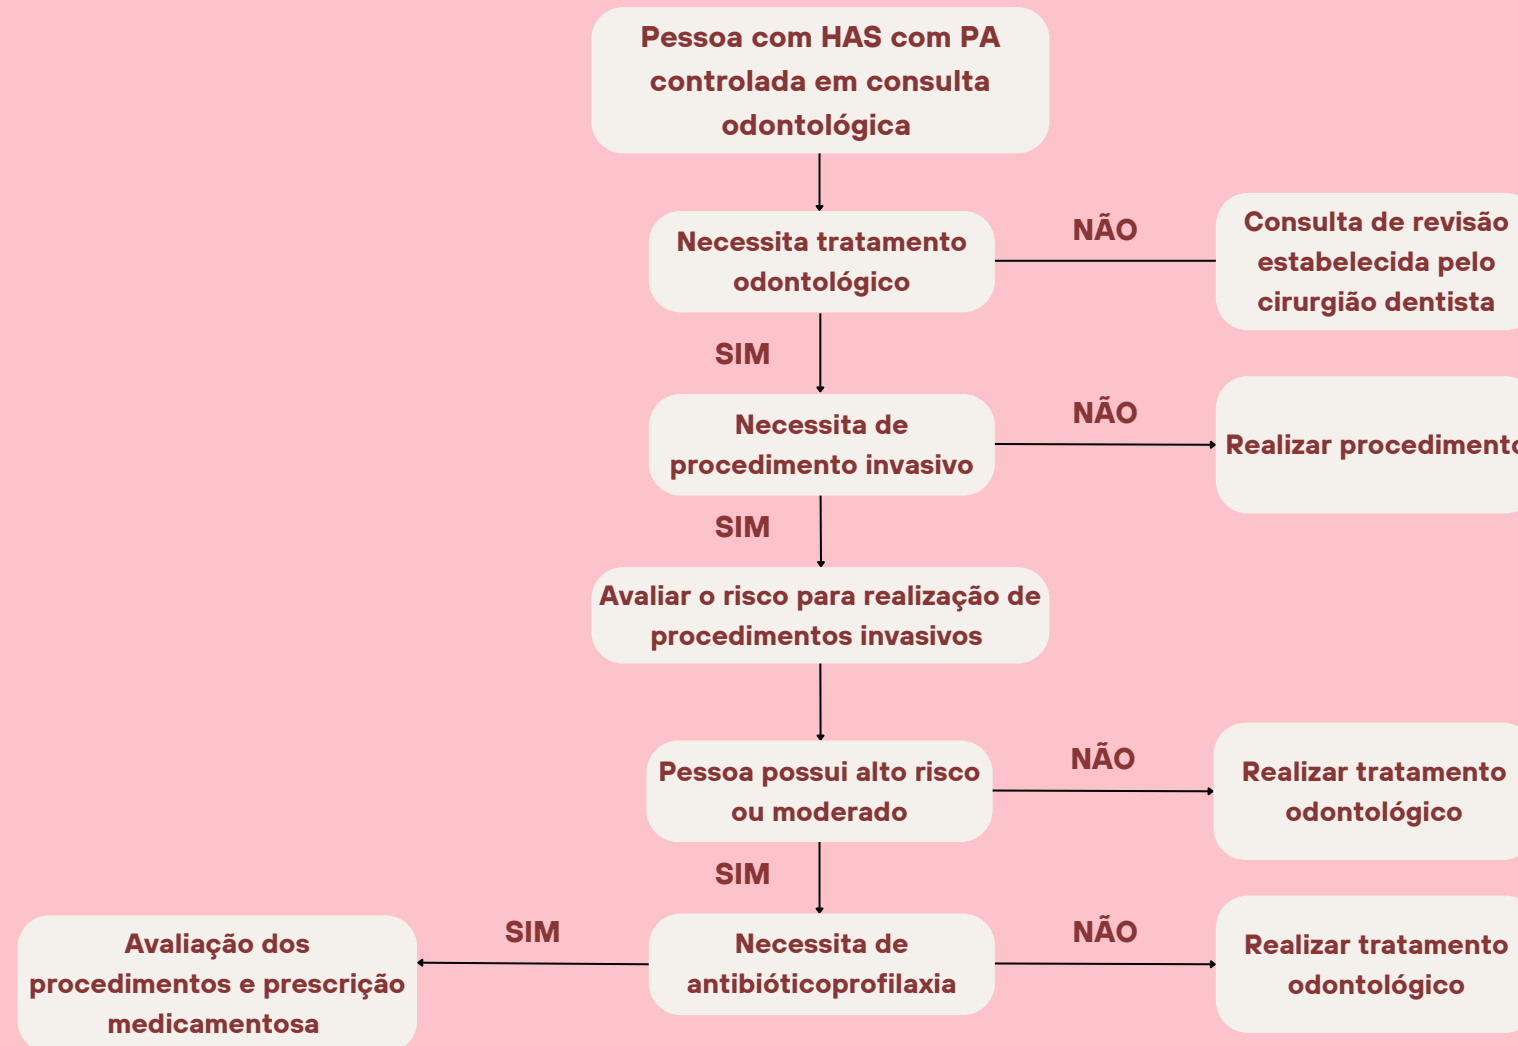 Pessoa com HAS com PA
controlada em consulta
odontológica
Necessita tratamento
odontológico
NÃO
Consulta de revisão
estabelecida pelo
cirurgião dentista
SIM
Necessita de
procedimento invasivo
NÃO
Realizar procedimento
SIM
Avaliar o risco para realização de
procedimentos invasivos
Pessoa possui alto risco
ou moderado
NÃO
Realizar tratamento
odontológico
SIM
Necessita de
antibióticoprofilaxia
SIM
Avaliação dos
procedimentos e prescrição
medicamentosa
NÃO
Realizar tratamento
odontológico